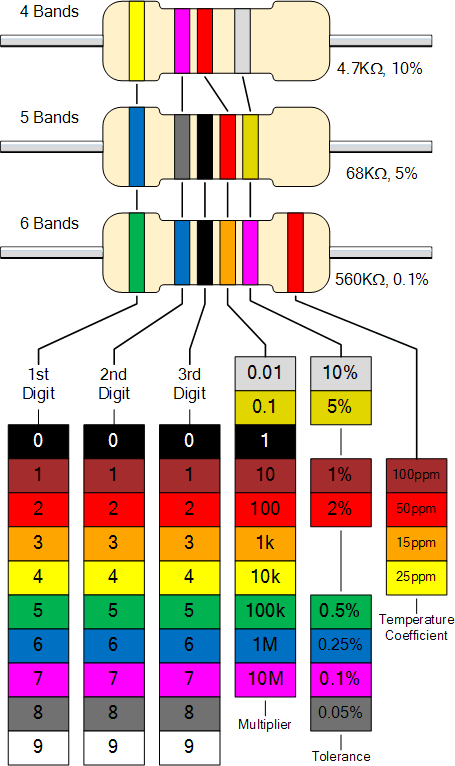 4 Bands
4.7KΩ, 10%
5 Bands
68KΩ, 5%
6 Bands
560KΩ, 0.1%
1st
Digit
2nd
Digit
3rd
Digit
0.01
10%
0.1
5%
0 0 0 1
1 1 1 10 1% 100ppm
2 2 2 100 2% 50ppm
3 3 3 1k 15ppm
4 4 4 10k 25ppm
5 5 5 100k 0.5%
6 6 6 1M 0.25%
7 7 7 10M 0.1%
8 8 8 0.05%
9 9 9
Multiplier
Tolerance
Temperature
Coefficient